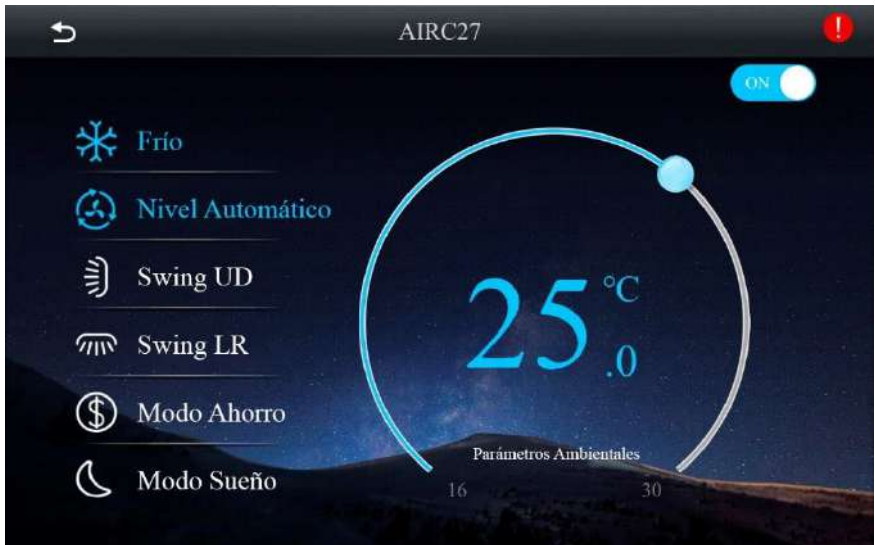 AIRC27
!
ON
Frío
Nivel Automático
Swing UD
Swing LR
$ Modo Ahorro
Modo Sueño
25.0 °C
Parámetros Ambientales
16 30